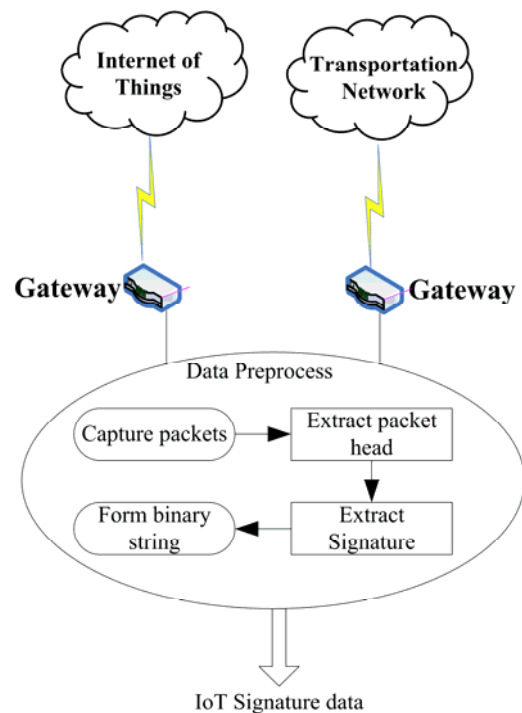 Internet of
Things
Transportation
Network
Gateway
Gateway
Data Preprocess
Capture packets
Extract packet
head
Form binary
string
Extract
Signature
IoT Signature data